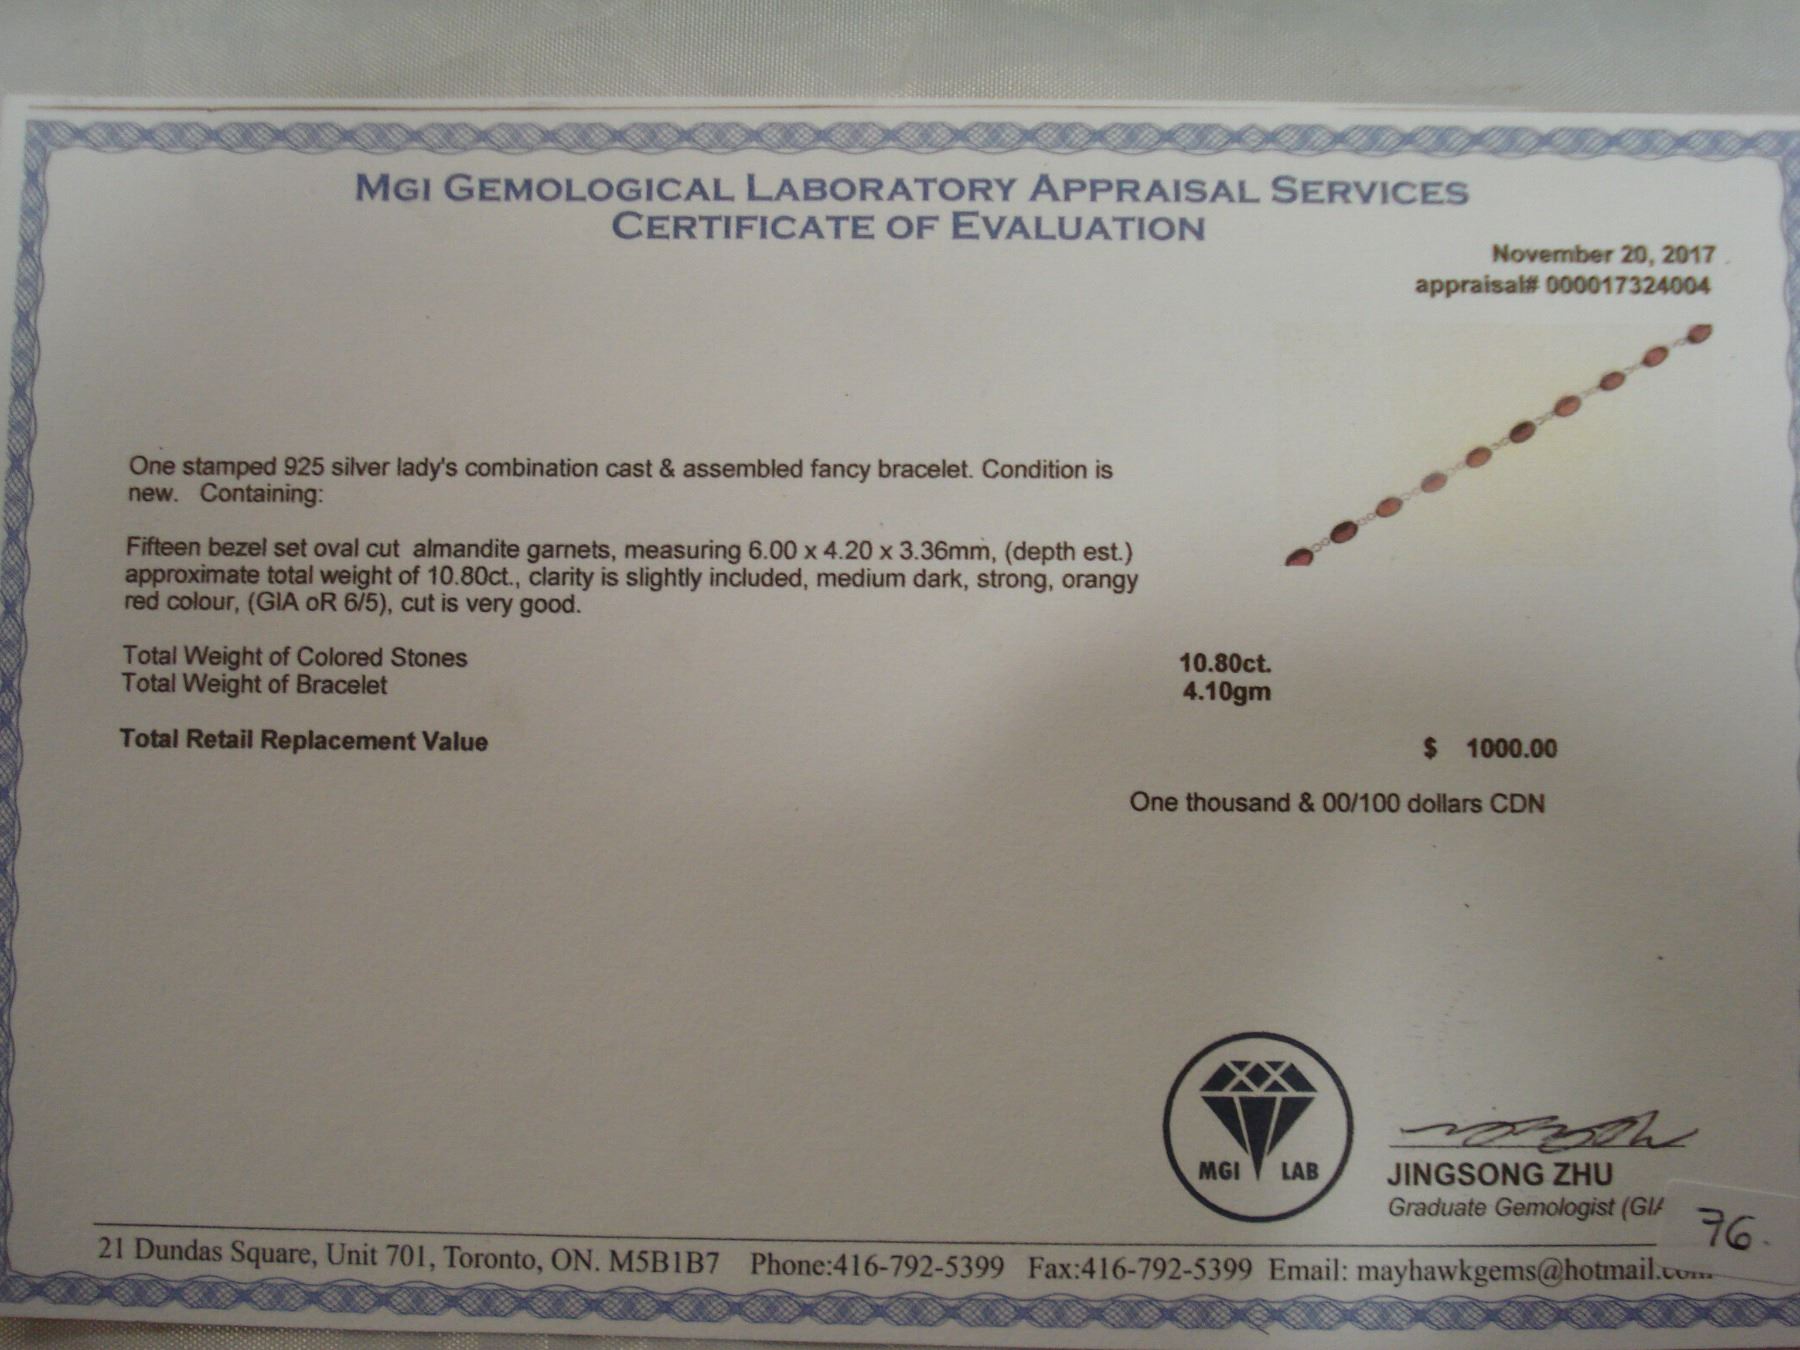 MGI GEMOLOGICAL LABORATORY APPRAISAL SERVICES
CERTIFICATE OF EVALUATION
November 20, 2017
appraisal# 000017324004
One stamped 925 silver lady's combination cast & assembled fancy bracelet. Condition is
new. Containing:
Fifteen bezel set oval cut almandite garnets, measuring 6.00 x 4.20 x 3.36mm, (depth est.)
approximate total weight of 10.80ct., clarity is slightly included, medium dark, strong, orangy
red colour, (GIA oR 6/5), cut is very good.
Total Weight of Colored Stones 10.80ct.
Total Weight of Bracelet 4.10gm
Total Retail Replacement Value $ 1000.00
One thousand & 00/100 dollars CDN
MGI LAB
JINGSONG ZHU
Graduate Gemologist (GIA
76.
21 Dundas Square, Unit 701, Toronto, ON. M5B1B7 Phone:416-792-5399 Fax:416-792-5399 Email: mayhawkgems@hotmail.com